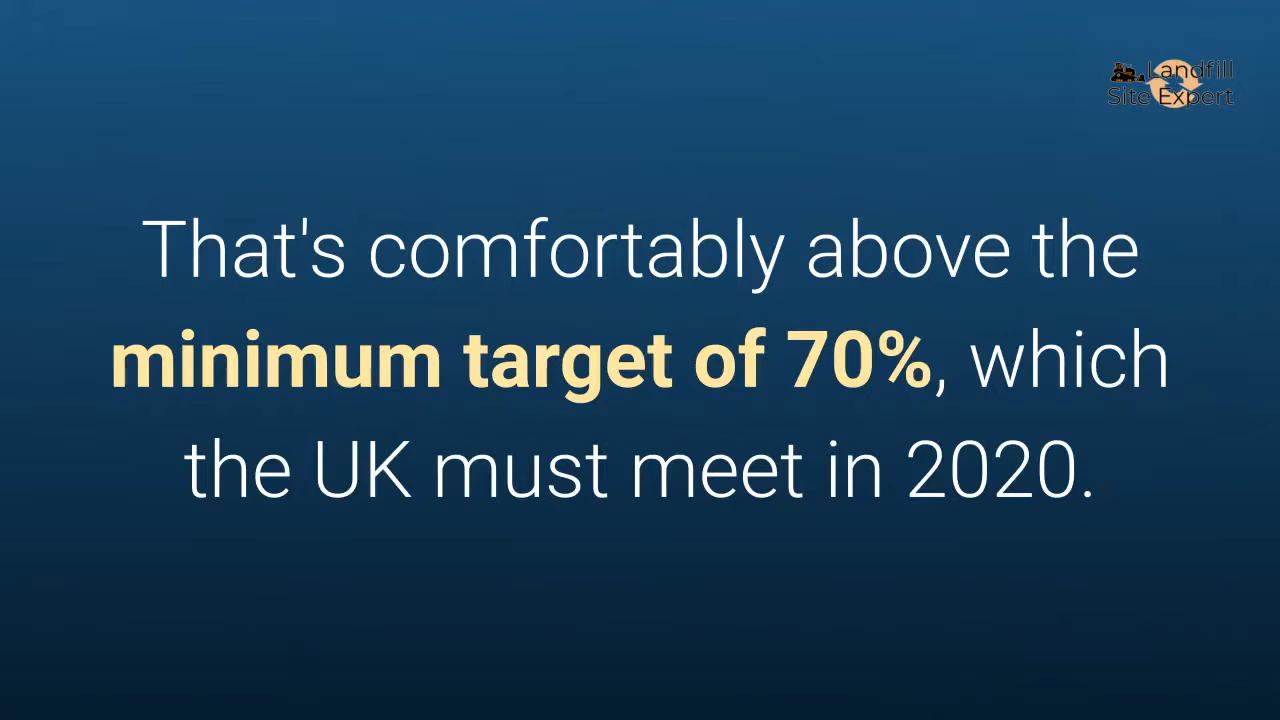 Landfill
Site Expert
That's comfortably above the
minimum target of 70%, which
the UK must meet in 2020.